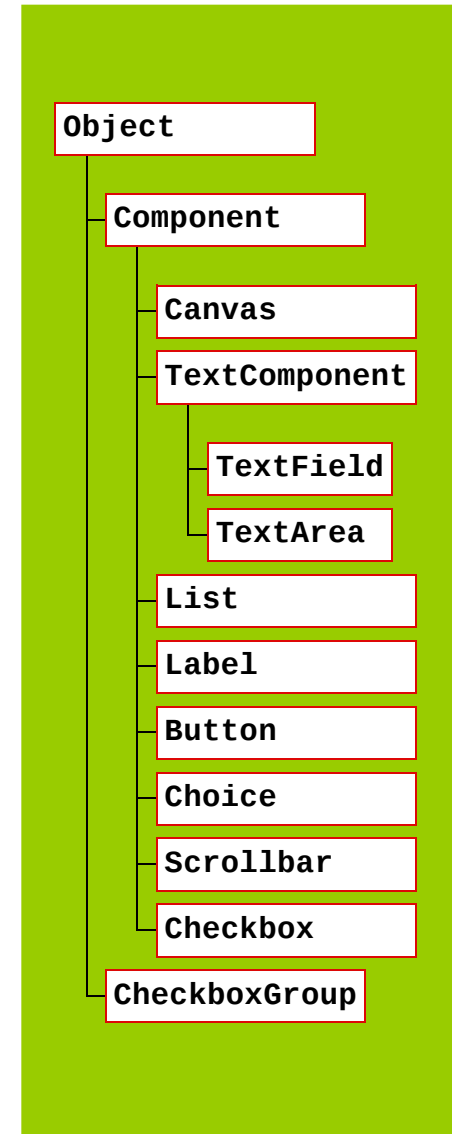 Object
Component
Canvas
TextComponent
TextField
TextArea
List
Label
Button
Choice
Scrollbar
Checkbox
CheckboxGroup